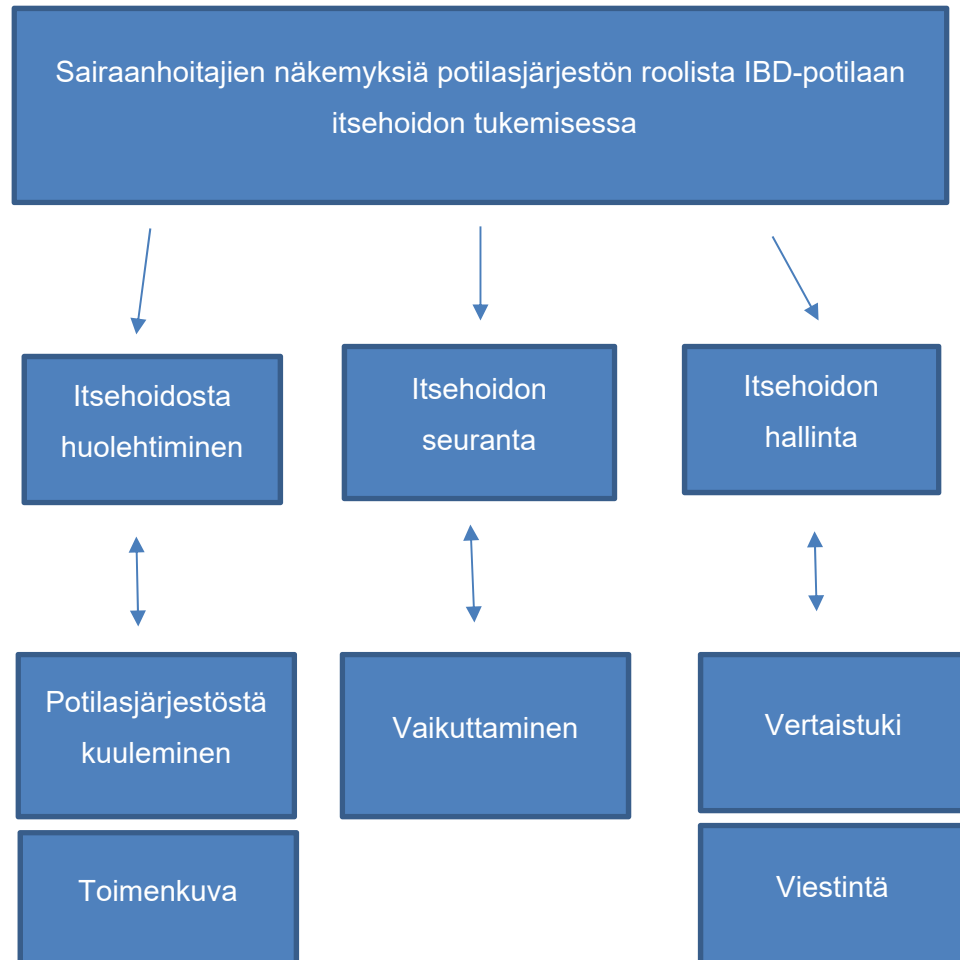 Sairaanhoitajien näkemyksiä potilasjärjestön roolista IBD-potilaan
itsehoidon tukemisessa
Itsehoidosta
huolehtiminen
Itsehoidon
seuranta
Itsehoidon
hallinta
Potilasjärjestöstä
kuuleminen
Vaikuttaminen
Vertaistuki
Toimenkuva
Viestintä